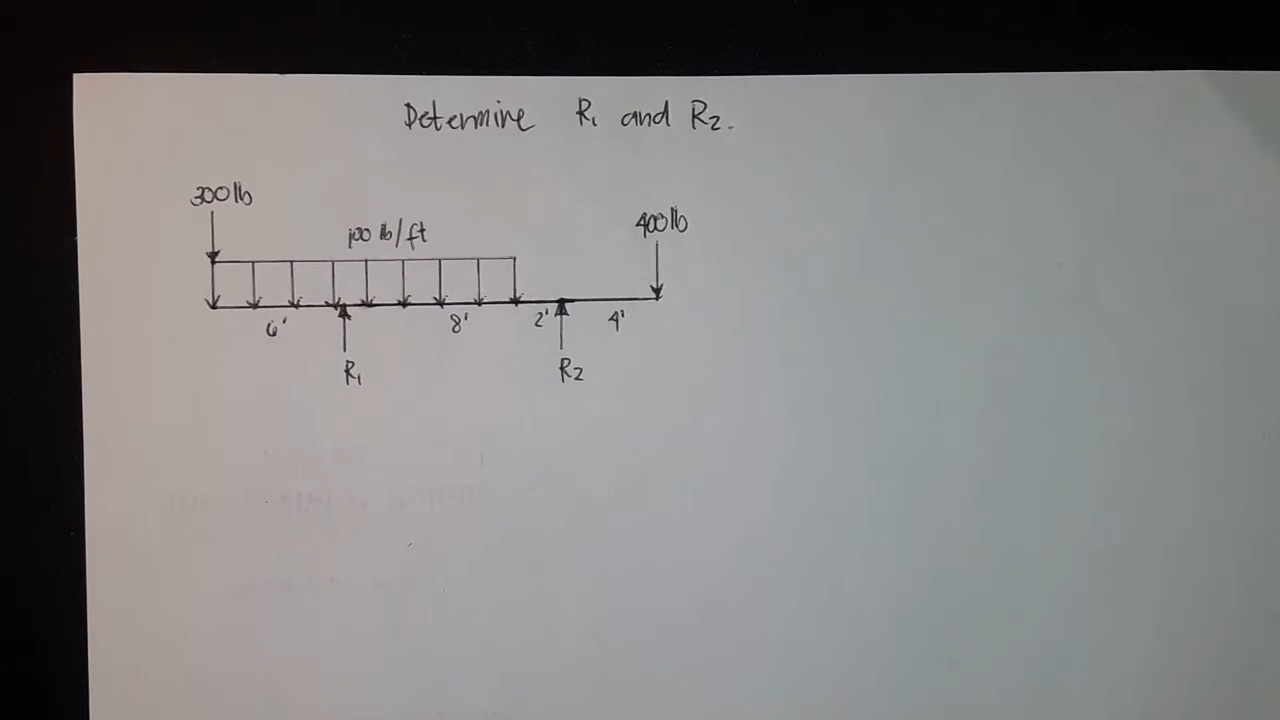 Determine R₁ and R₂.
300 lb
400 lb
100 lb/ft
6' 8' 2' 4'
R₁ R₂